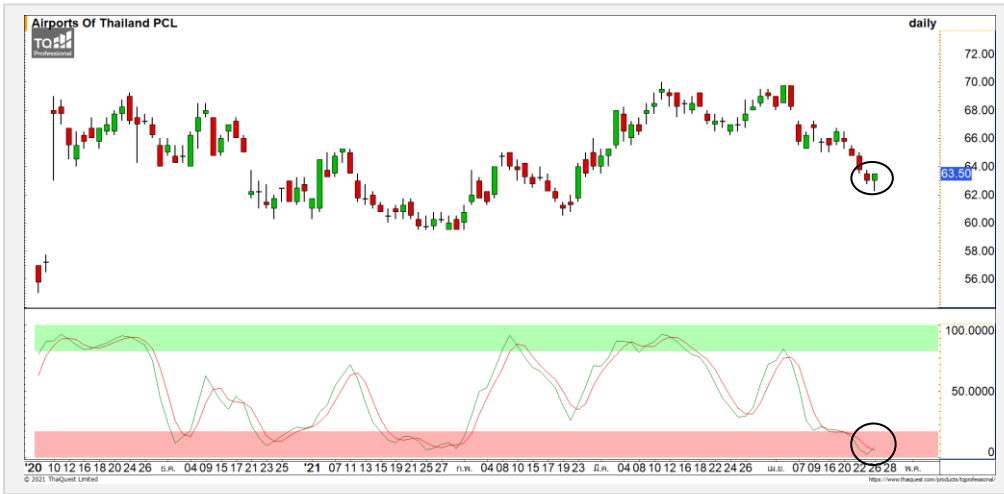 Airports Of Thailand PCL
daily
TQ
Professional
72.00
70.00
68.00
66.00
64.00
63.50
62.00
60.00
58.00
56.00
100.0000
50.0000
0
'20 10 12 16 18 20 24 26 ธ.ค. 04 09 15 17 21 23 25 '21 07 11 13 15 19 21 25 27 ก.พ. 04 08 10 15 17 19 23 มี.ค. 04 08 10 12 16 18 22 24 26 เม.ย. 07 09 16 20 22 26 28 พ.ค.
© 2021 ThaiQuest Limited
https://www.thaiquest.com/products/tqprofessional/